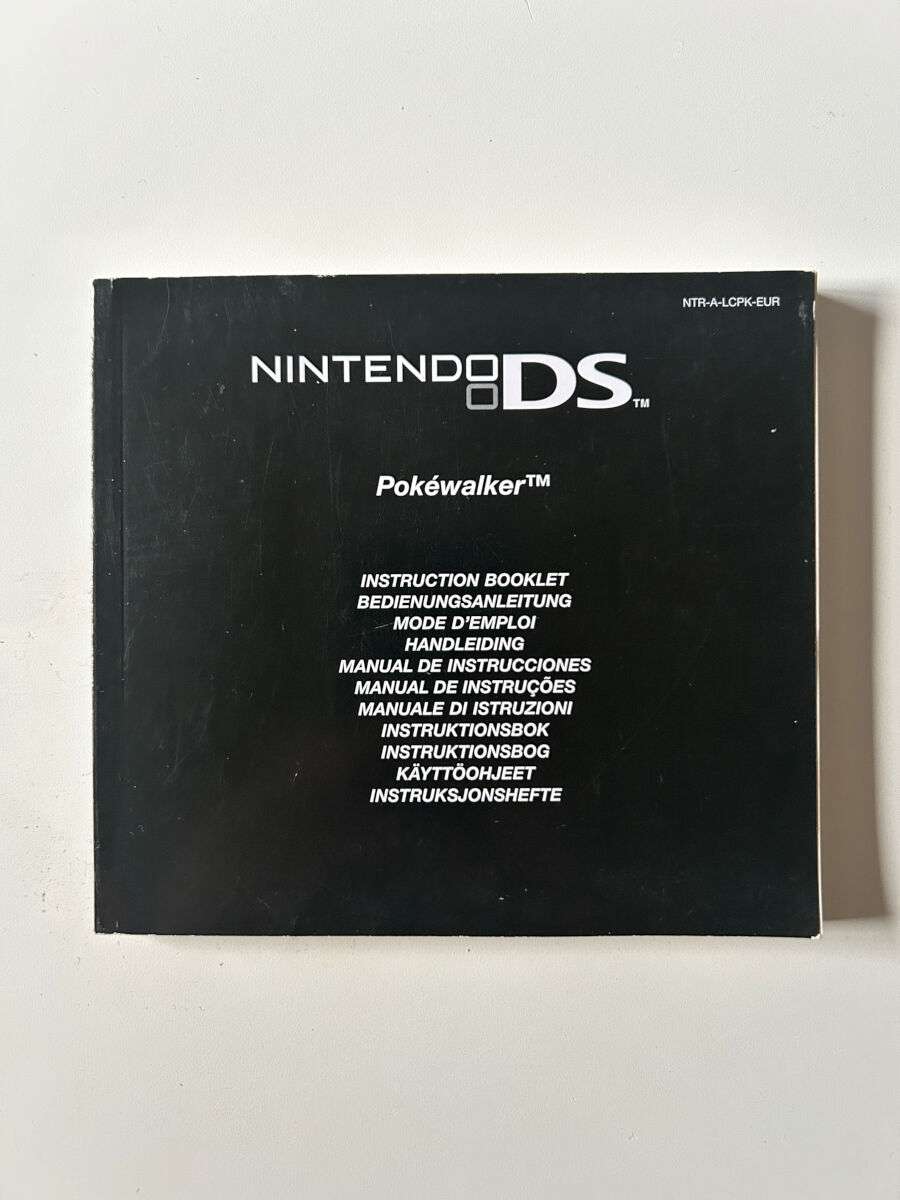 NTR-A-LCPK-EUR
NINTENDO DS™
Pokéwalker™
INSTRUCTION BOOKLET
BEDIENUNGSANLEITUNG
MODE D'EMPLOI
HANDLEIDING
MANUAL DE INSTRUCCIONES
MANUAL DE INSTRUÇÕES
MANUALE DI ISTRUZIONI
INSTRUKTIONSBOK
INSTRUKTIONSBOG
KÄYTTÖOHJEET
INSTRUKSJONSHEFTE